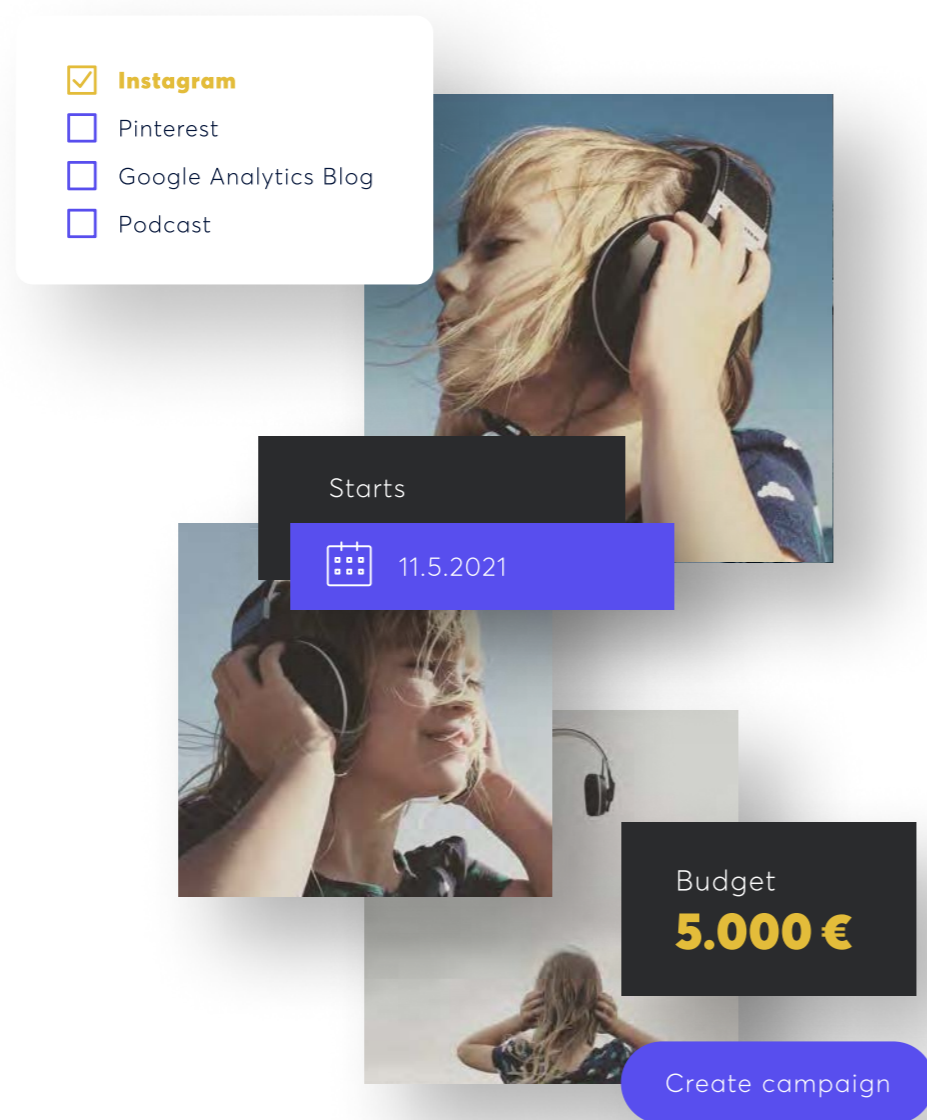 Instagram
Pinterest
Google Analytics Blog
Podcast
Starts
11.5.2021
Budget
5.000 €
Create campaign